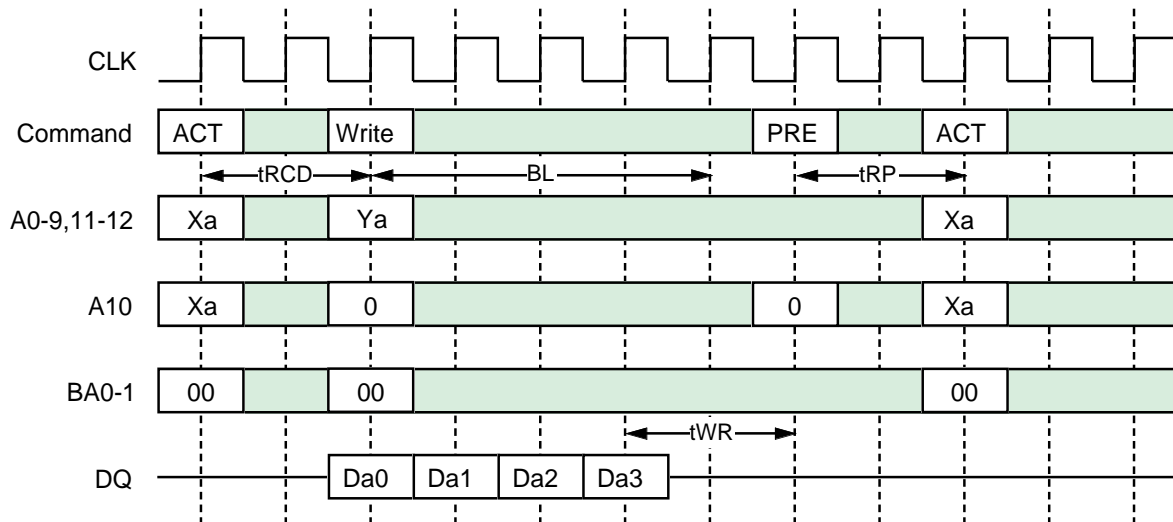 CLK
Command ACT Write PRE ACT
tRCD BL tRP
A0-9,11-12 Xa Ya Xa
A10 Xa 0 0 Xa
BA0-1 00 00 00
tWR
DQ Da0 Da1 Da2 Da3